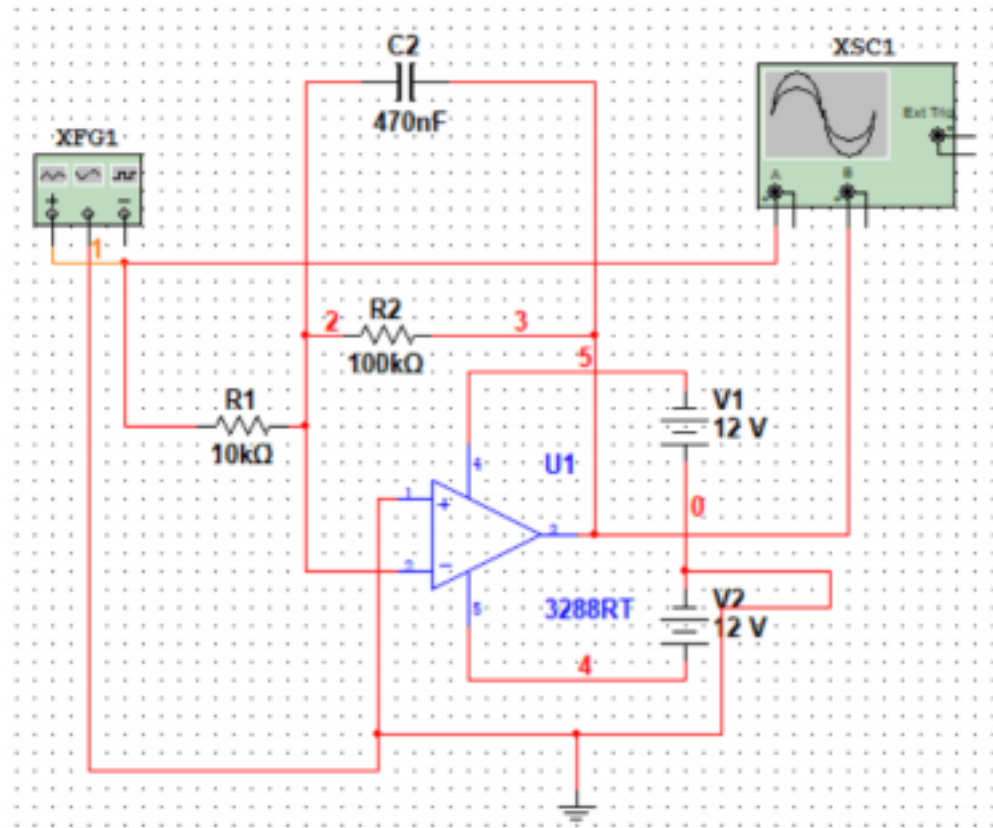 C2
470nF
XFG1
+
−
1
XSC1
Ext Trig
A
B
2
R2
100kΩ
3
5
R1
10kΩ
V1
12 V
4
U1
1
+
3
0
2
−
5
3288RT
V2
12 V
4